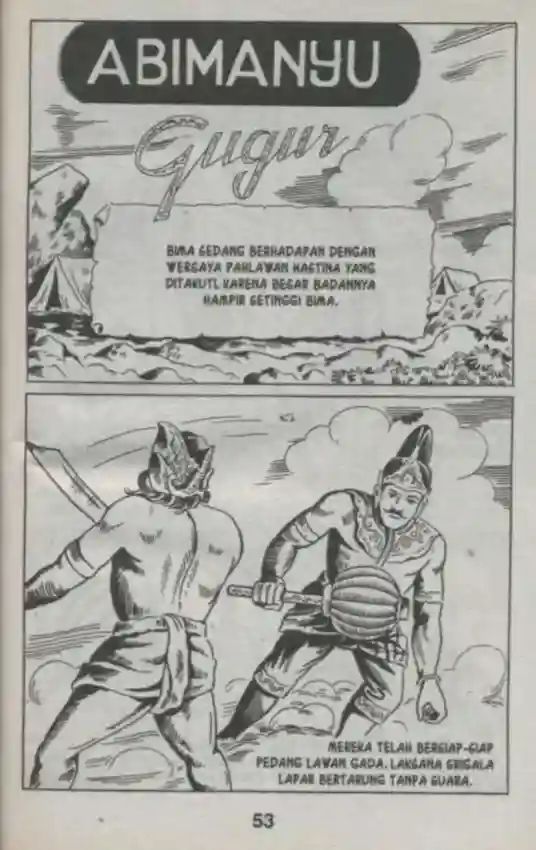 ABIMANYU
Gugur
BIMA SEDANG BERHADAPAN DENGAN
WERSAYA PAHLAWAN HASTINA YANG
DITAKUTI, KARENA BESAR BADANNYA
HAMPIR SETINGGI BIMA.
MEREKA TELAH BERSIAP-SIAP
PEDANG LAWAN GADA. LAKSANA SRIGALA
LAPAR BERTARUNG TANPA SUARA.
53